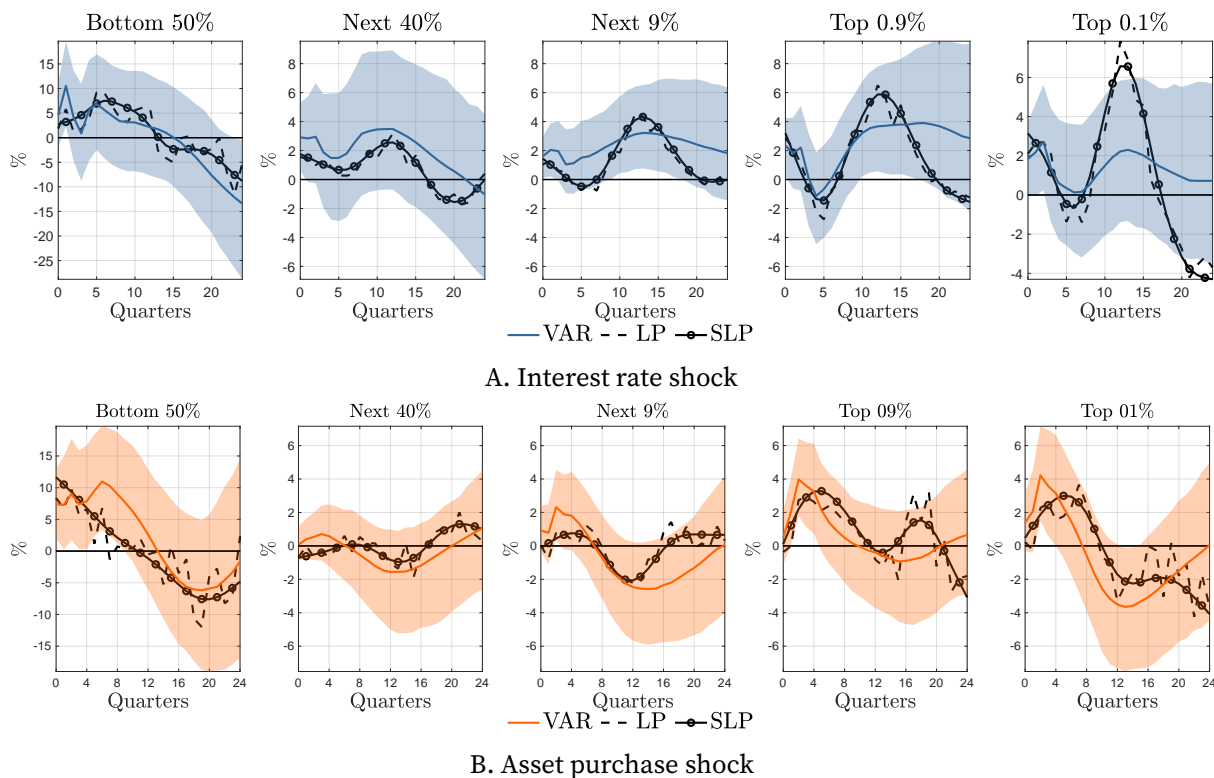 Bottom 50% Next 40% Next 9% Top 0.9% Top 0.1%
% 15 10 5 0 -5 -10 -15 -20 -25
% 8 6 4 2 0 -2 -4 -6
% 8 6 4 2 0 -2 -4 -6
% 8 6 4 2 0 -2 -4 -6
% 6 4 2 0 -2 -4
0 5 10 15 20 0 5 10 15 20 0 5 10 15 20 0 5 10 15 20 0 5 10 15 20
Quarters Quarters Quarters Quarters Quarters
VAR LP SLP
A. Interest rate shock
Bottom 50% Next 40% Next 9% Top 09% Top 01%
% 15 10 5 0 -5 -10 -15
% 6 4 2 0 -2 -4 -6
% 6 4 2 0 -2 -4 -6
% 6 4 2 0 -2 -4 -6
% 6 4 2 0 -2 -4 -6
0 4 8 12 16 20 24 0 4 8 12 16 20 24 0 4 8 12 16 20 24 0 4 8 12 16 20 24 0 4 8 12 16 20 24
Quarters Quarters Quarters Quarters Quarters
VAR LP SLP
B. Asset purchase shock